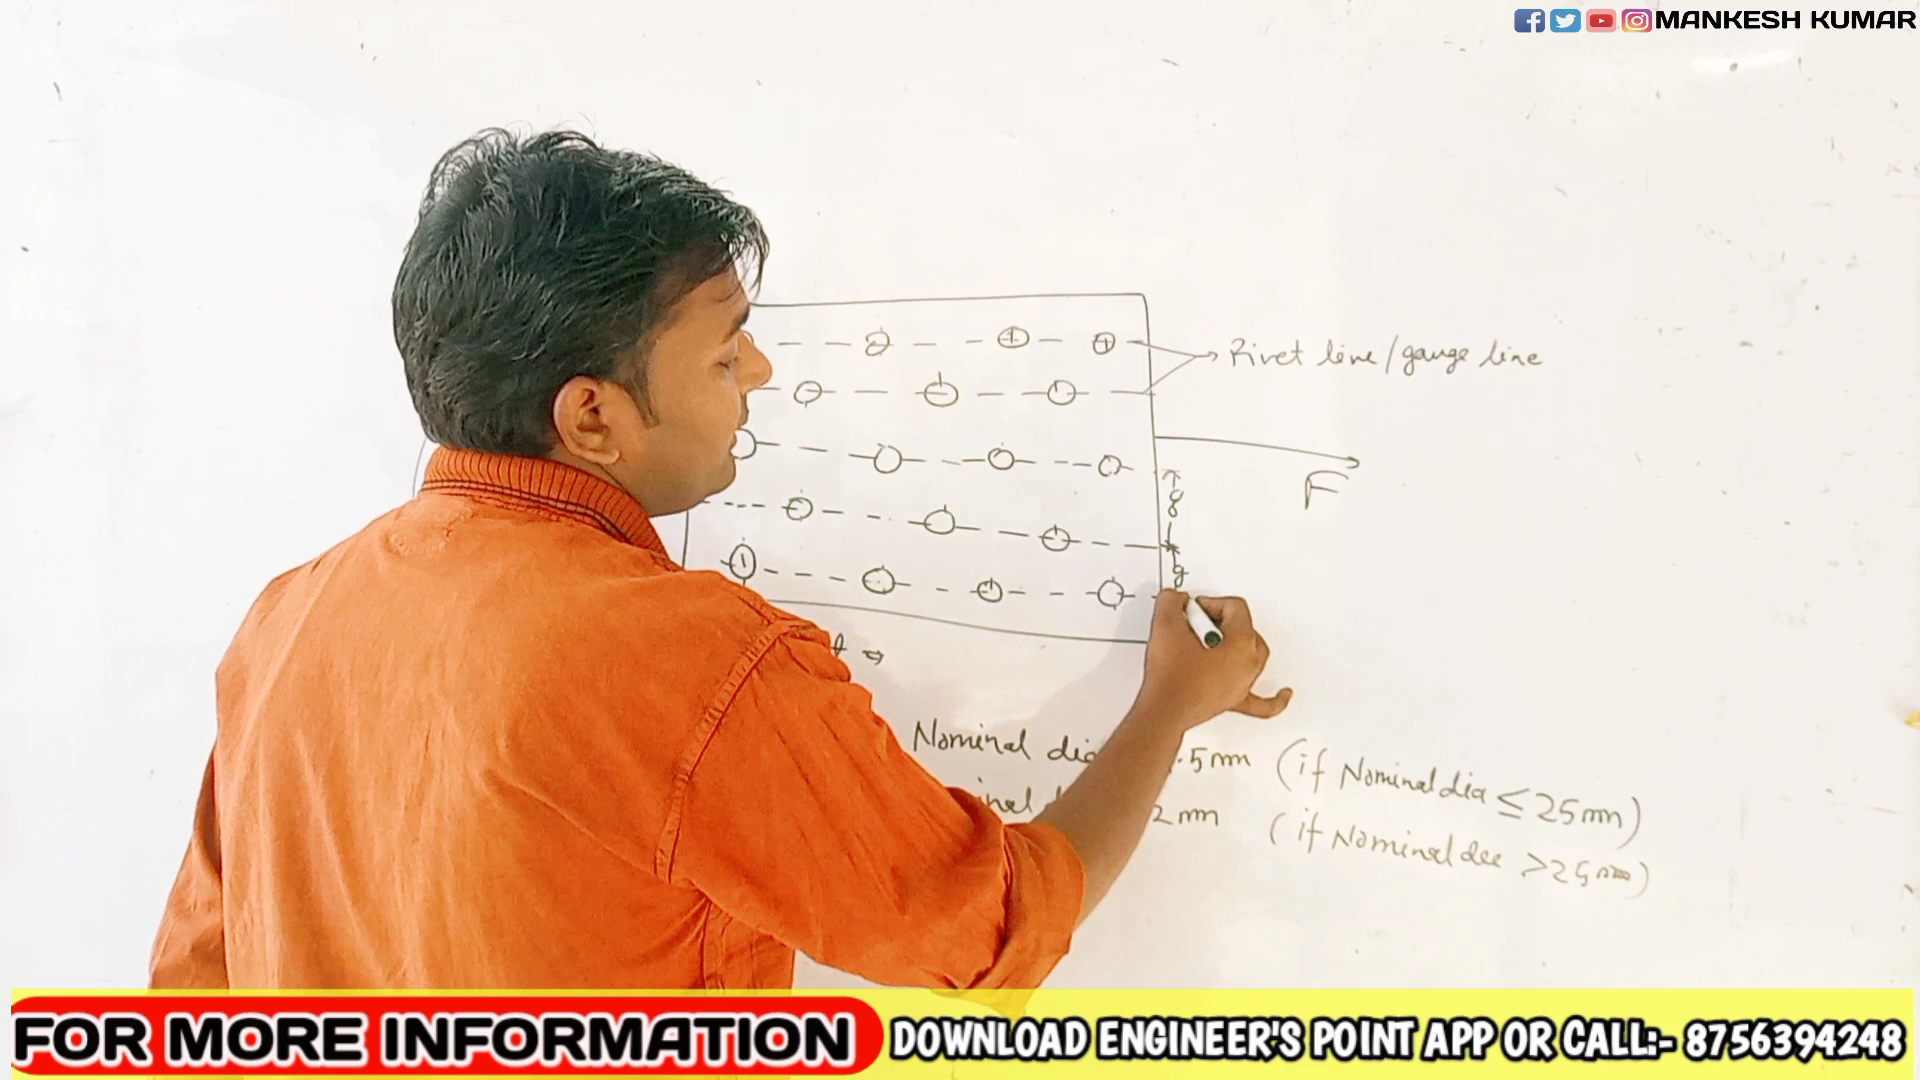 MANKESH KUMAR
Rivet line/gauge line
F
g
g
Nominal dia .5mm (if Nominal dia ≤ 25mm)
2mm (if Nominal dia >25mm)
FOR MORE INFORMATION
DOWNLOAD ENGINEER'S POINT APP OR CALL:- 8756394248